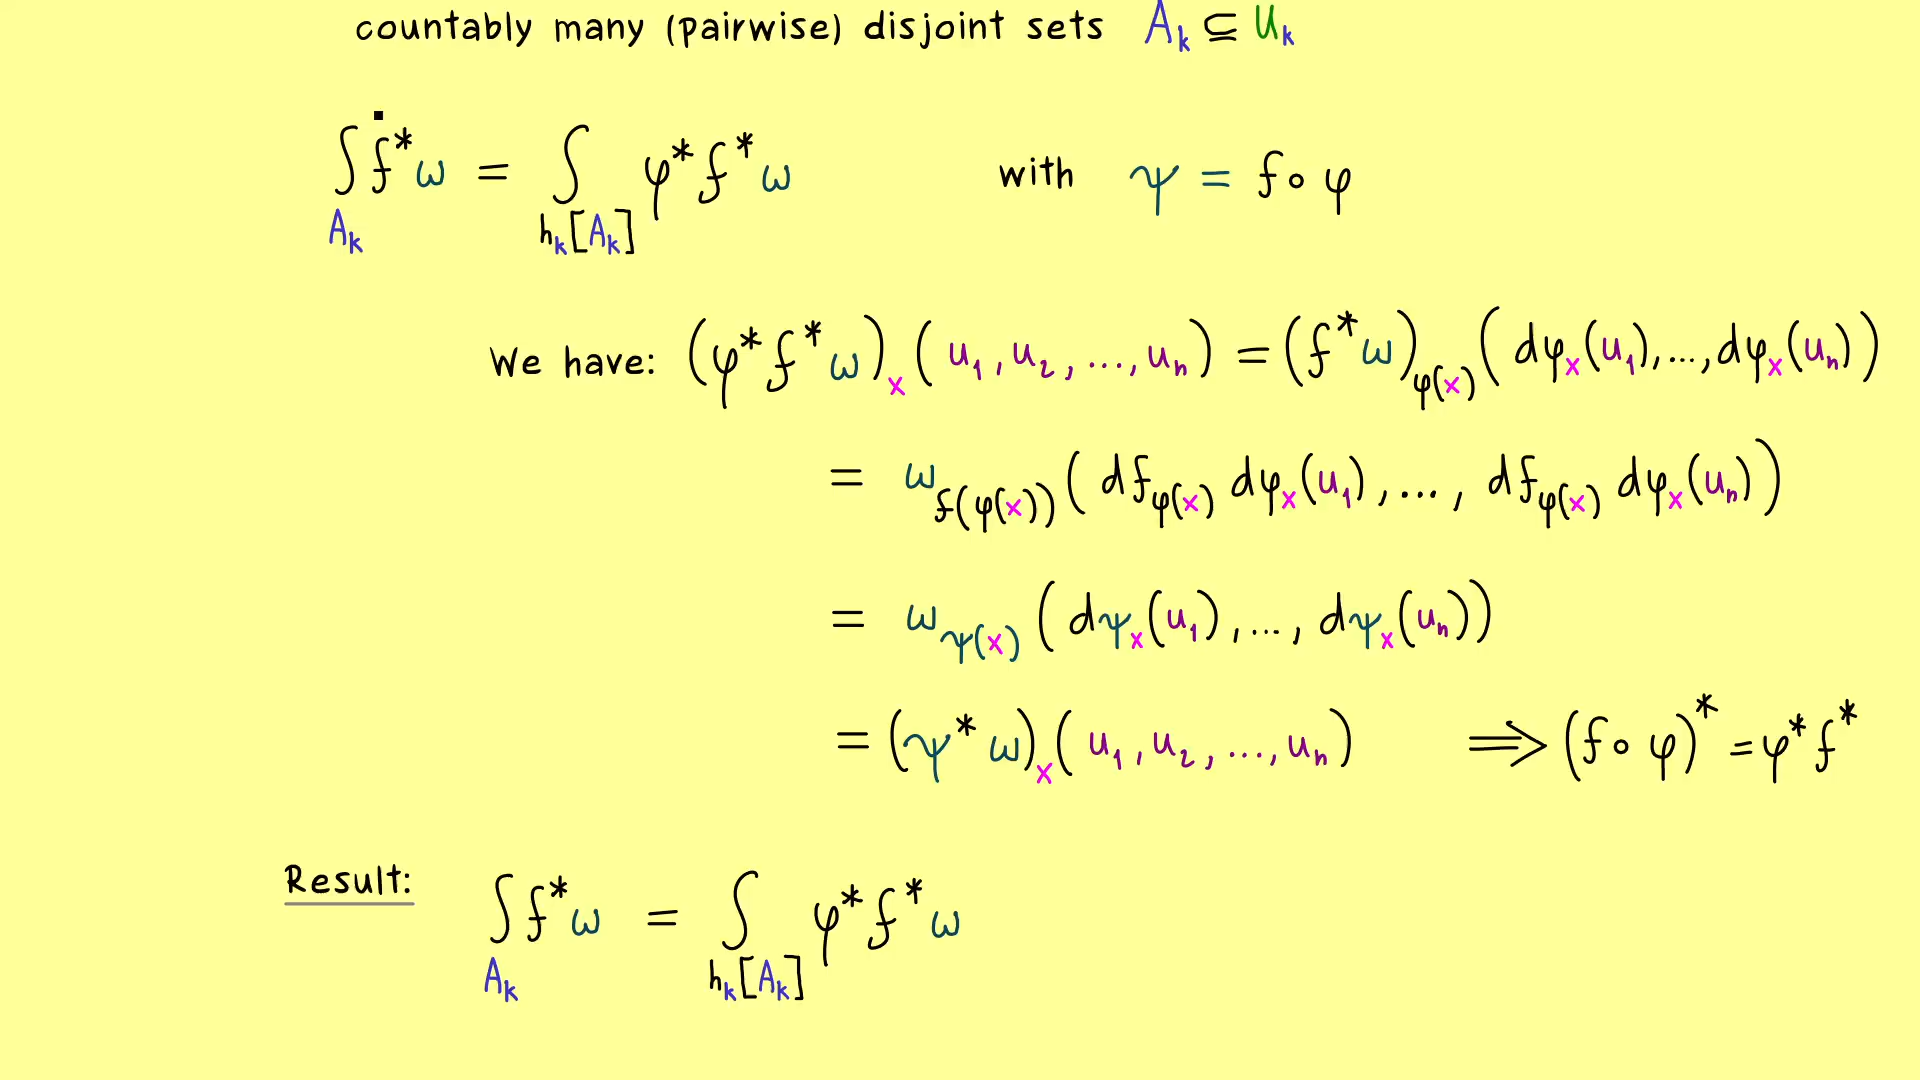 countably many (pairwise) disjoint sets A_k ⊆ U_k
∫_{A_k} f*ω = ∫_{h_k[A_k]} φ*f*ω with ψ = f∘φ
We have: (φ*f*ω)_x (u_1, u_2, ..., u_n) = (f*ω)_{φ(x)} (dφ_x(u_1), ..., dφ_x(u_n))
= ω_{f(φ(x))} (df_{φ(x)} dφ_x(u_1), ..., df_{φ(x)} dφ_x(u_n))
= ω_{ψ(x)} (dψ_x(u_1), ..., dψ_x(u_n))
= (ψ*ω)_x (u_1, u_2, ..., u_n) ⟹ (f∘φ)* = φ*f*
Result: ∫_{A_k} f*ω = ∫_{h_k[A_k]} φ*f*ω